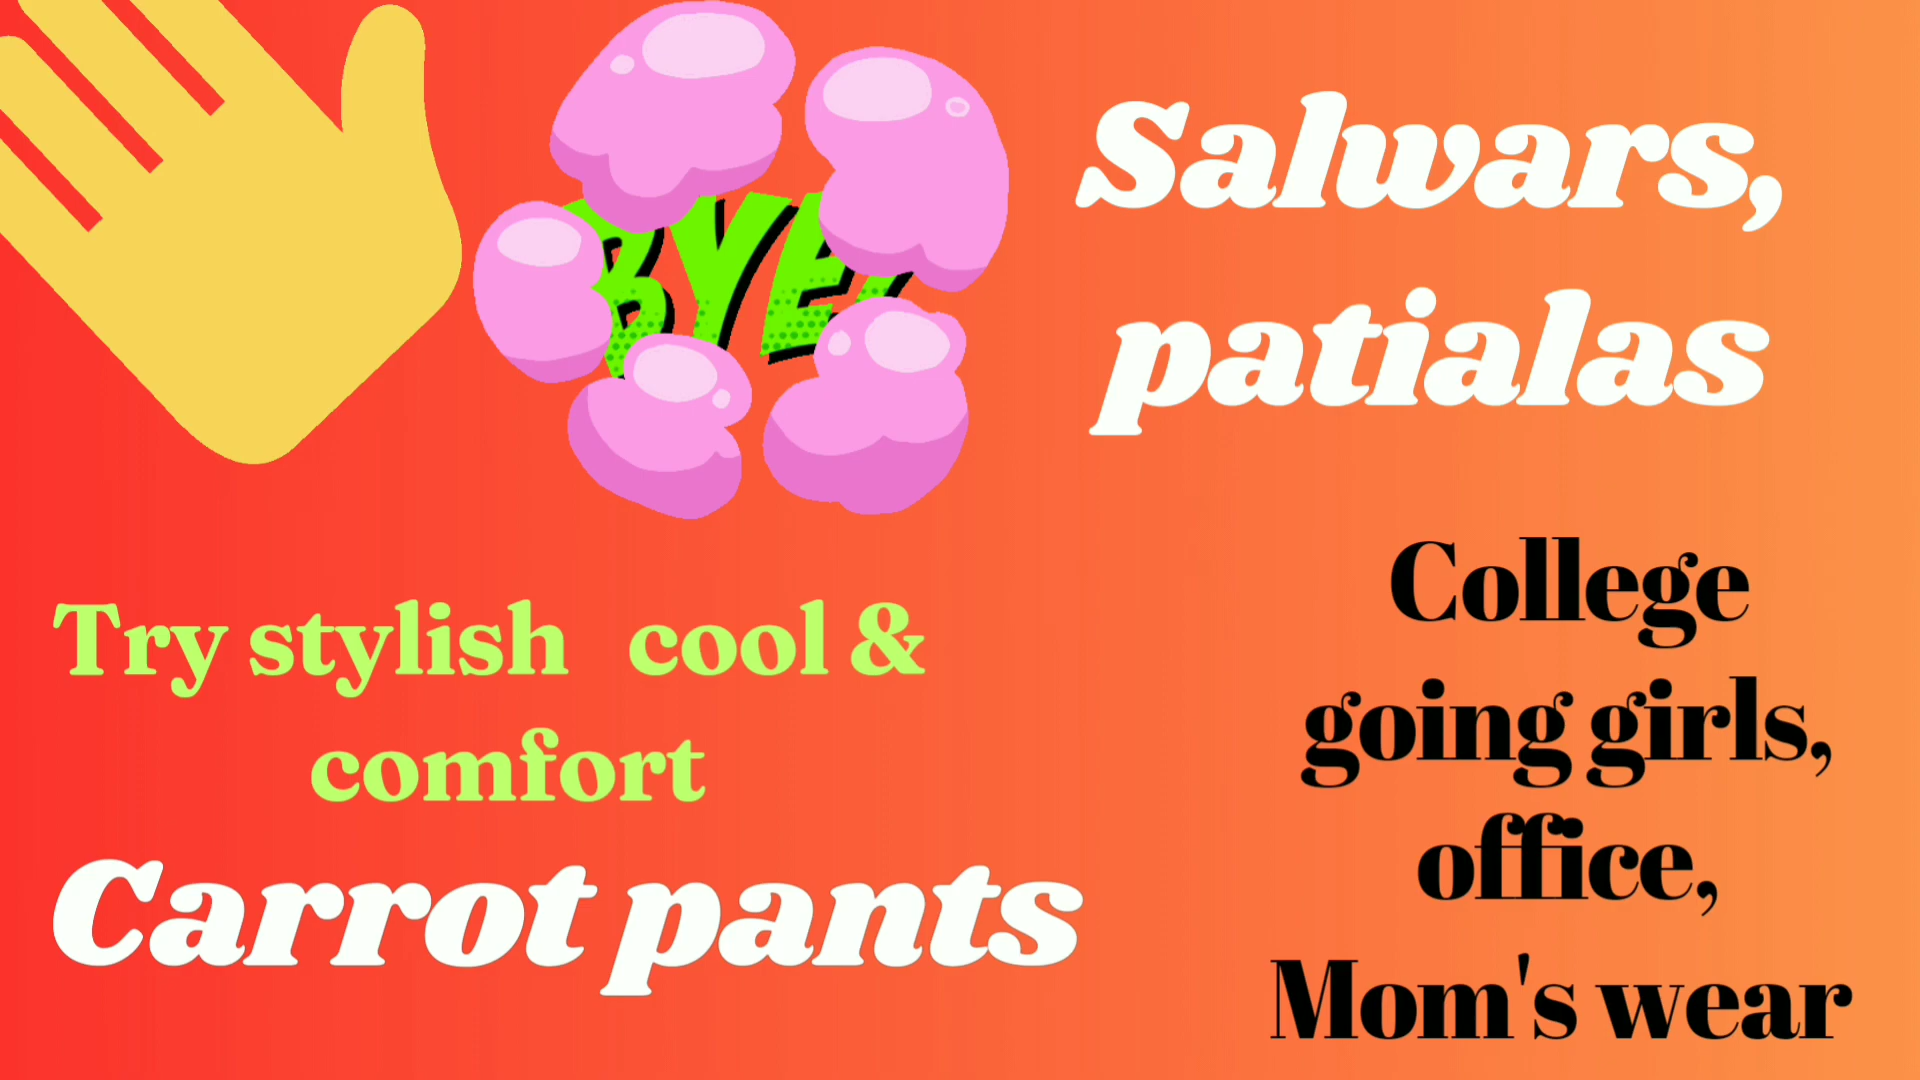 BYE
Salwars,
patialas
Try stylish cool &
comfort
Carrot pants
College
going girls,
office,
Mom's wear